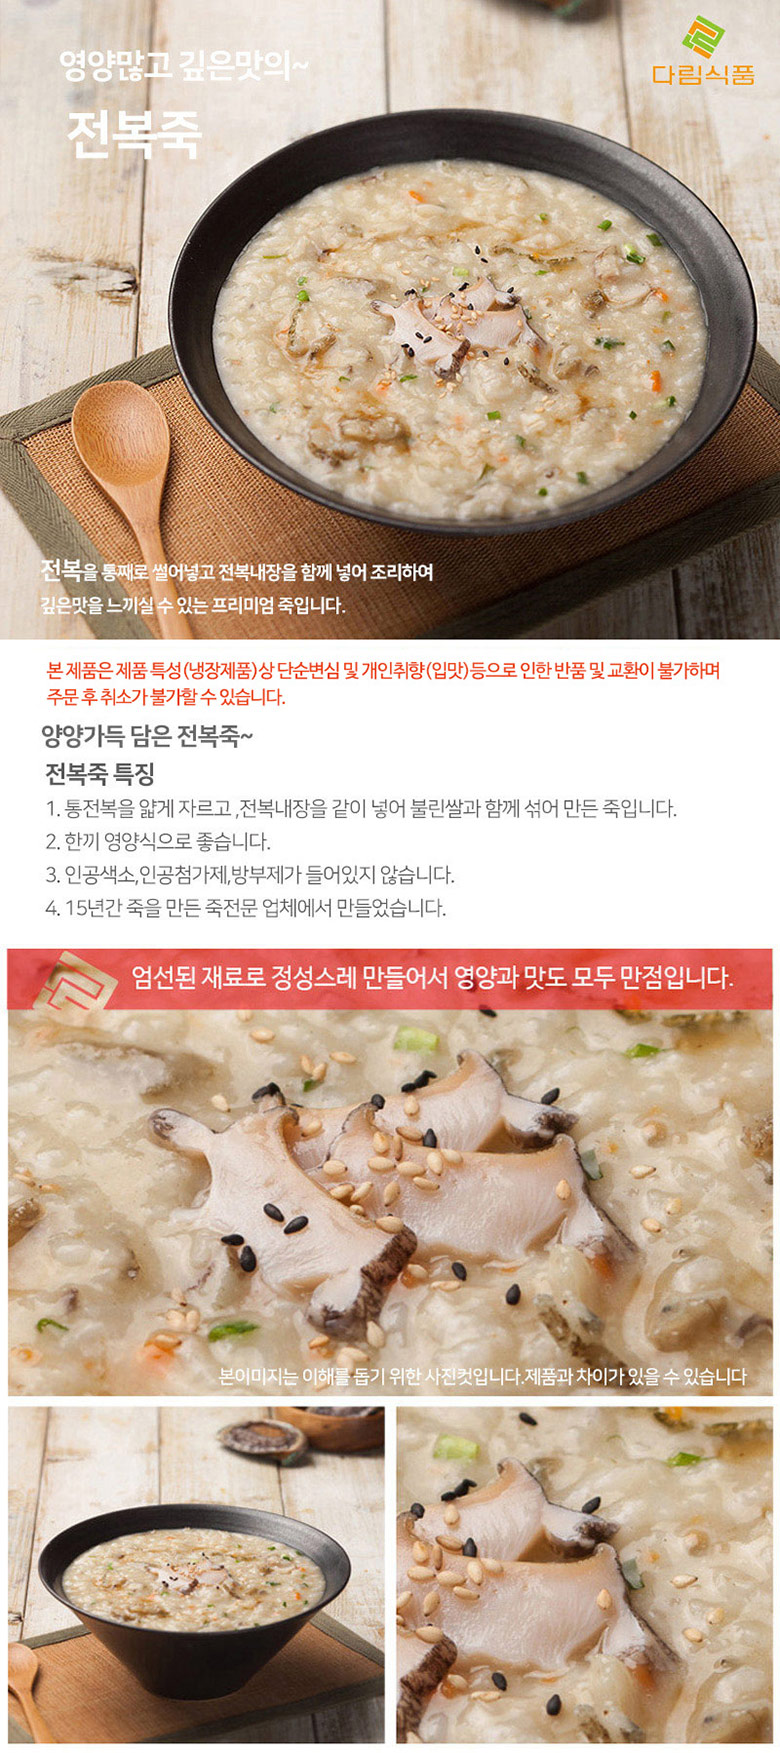 영양많고 깊은맛의~
다림식품
전복죽
전복을 통째로 썰어넣고 전복내장을 함께 넣어 조리하여
깊은맛을 느끼실 수 있는 프리미엄 죽입니다.
본 제품은 제품 특성(냉장제품)상 단순변심 및 개인취향(입맛)등으로 인한 반품 및 교환이 불가하며
주문 후 취소가 불가할 수 있습니다.
양양가득 담은 전복죽~
전복죽 특징
1. 통전복을 얇게 자르고 ,전복내장을 같이 넣어 불린쌀과 함께 섞어 만든 죽입니다.
2. 한끼 영양식으로 좋습니다.
3. 인공색소,인공첨가제,방부제가 들어있지 않습니다.
4. 15년간 죽을 만든 죽전문 업체에서 만들었습니다.
엄선된 재료로 정성스레 만들어서 영양과 맛도 모두 만점입니다.
본이미지는 이해를 돕기 위한 사진컷입니다.제품과 차이가 있을 수 있습니다